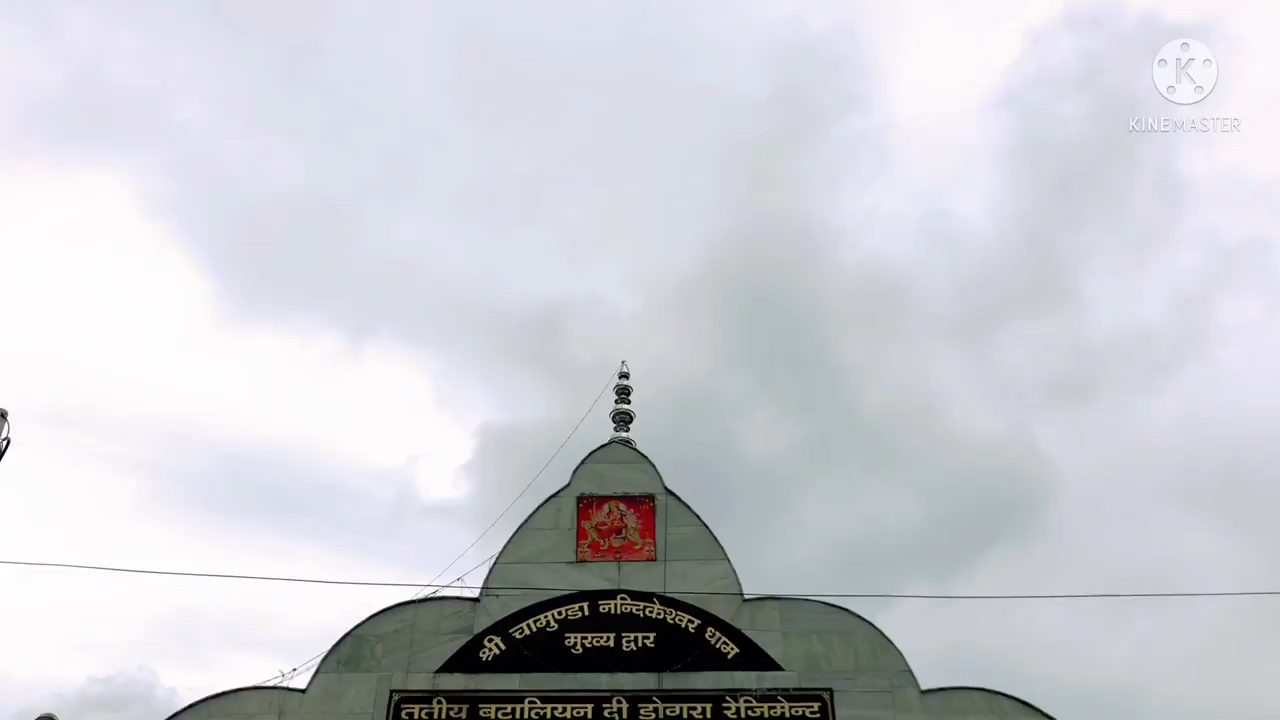 KINEMASTER
श्री चामुण्डा नन्दिकेश्वर धाम
मुख्य द्वार
तृतीय बटालियन दी डोगरा रेजिमेन्ट